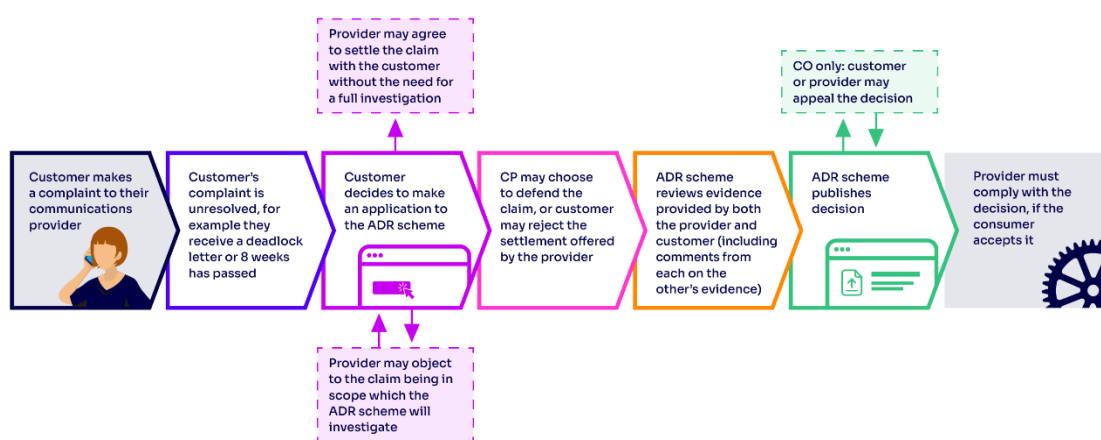 Provider may agree
to settle the claim
with the customer
without the need for
a full investigation
CO only: customer
or provider may
appeal the decision
Customer makes
a complaint to their
communications
provider
Customer's
complaint is
unresolved, for
example they
receive a deadlock
letter or 8 weeks
has passed
Customer
decides to make
an application to
the ADR scheme
CP may choose
to defend the
claim, or customer
may reject the
settlement offered
by the provider
ADR scheme
reviews evidence
provided by both
the provider and
customer (including
comments from
each on the
other's evidence)
ADR scheme
publishes
decision
Provider must
comply with the
decision, if the
consumer
accepts it
Provider may object
to the claim being in
scope which the
ADR scheme will
investigate